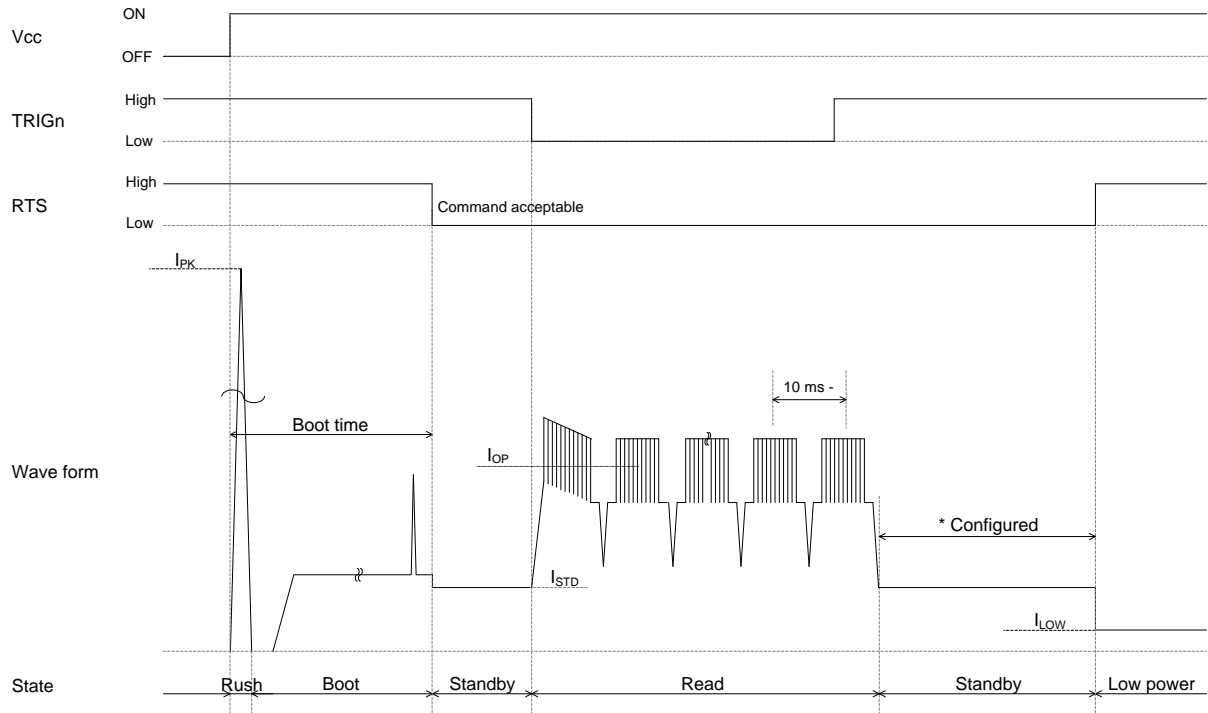 Vcc
ON
OFF
TRIGn
High
Low
RTS
High
Low
Command acceptable
IPK
Boot time
10 ms -
Wave form
IOP
* Configured
ISTD
ILOW
State
Rush
Boot
Standby
Read
Standby
Low power